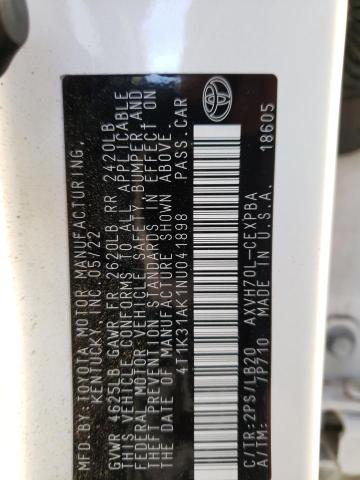 MFD. BY: TOYOTA MOTOR MANUFACTURING,
KENTUCKY, INC. 05/22
GVWR 4625LB GAWR FR 2620LB RR 2420LB
THIS VEHICLE CONFORMS TO ALL APPLICABLE
FEDERAL MOTOR VEHICLE SAFETY, BUMPER, AND
THEFT PREVENTION STANDARDS IN EFFECT ON
THE DATE OF MANUFACTURE SHOWN ABOVE.
4T1K31AK1NU041898 PASS.CAR
C/TR: 2PS/LB20 AXVH70L-CEXPBA
A/TM: 7P710 MADE IN U.S.A.
18605